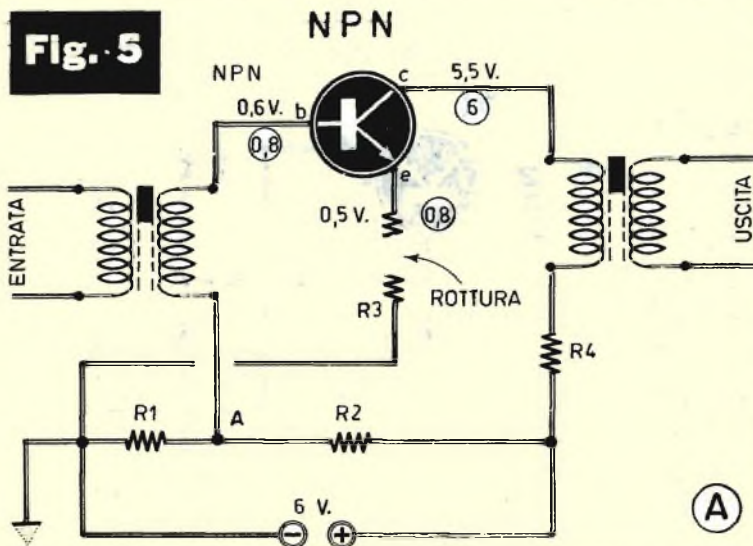 Fig. 5
NPN
NPN
c
5,5 V.
6
0,6 V.
b
0,8
e
0,5 V.
0,8
ENTRATA
USCITA
ROTTURA
R3
R4
R1
A
R2
6 V.
A